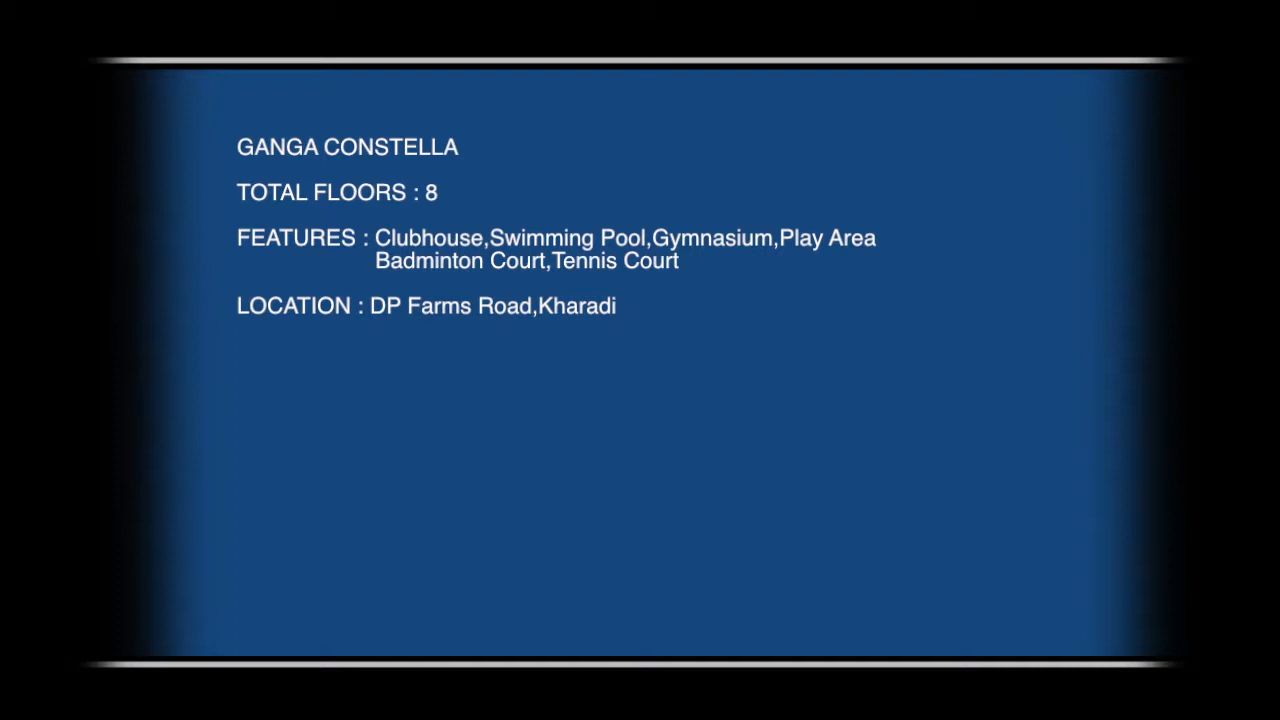 GANGA CONSTELLA
TOTAL FLOORS : 8
FEATURES : Clubhouse,Swimming Pool,Gymnasium,Play Area
Badminton Court,Tennis Court
LOCATION : DP Farms Road,Kharadi